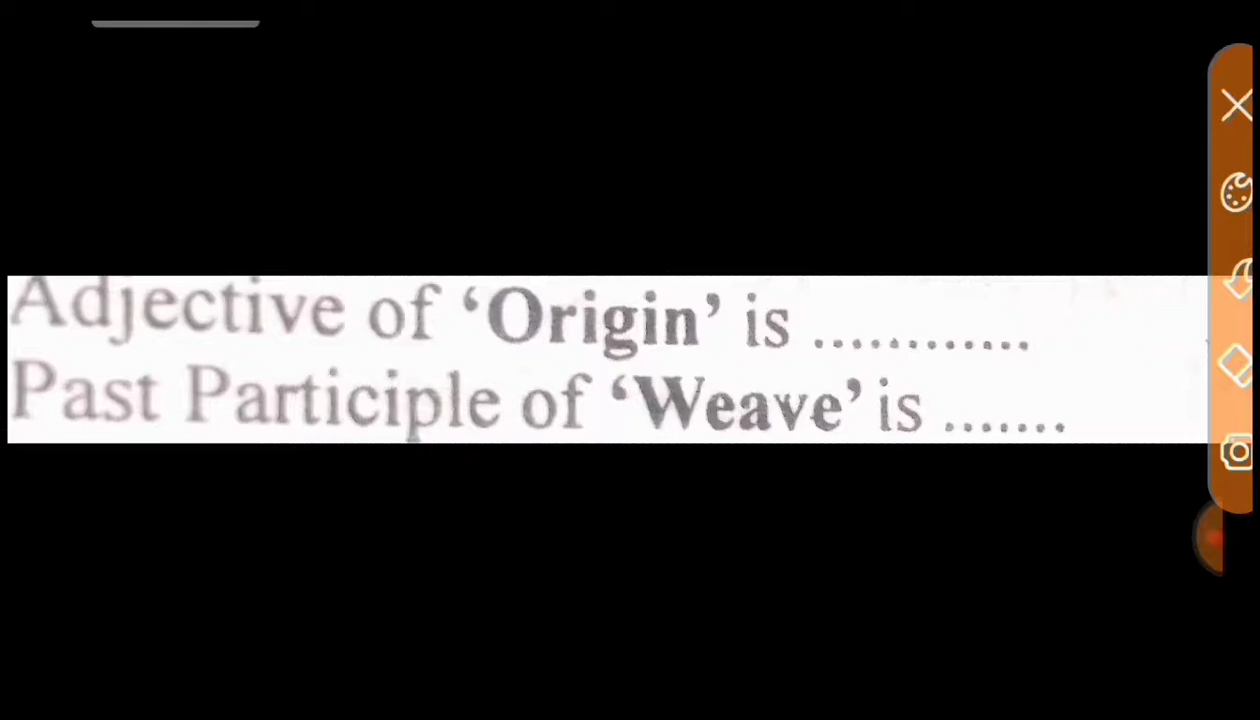 Adjective of ‘Origin’ is ............
Past Participle of ‘Weave’ is .......